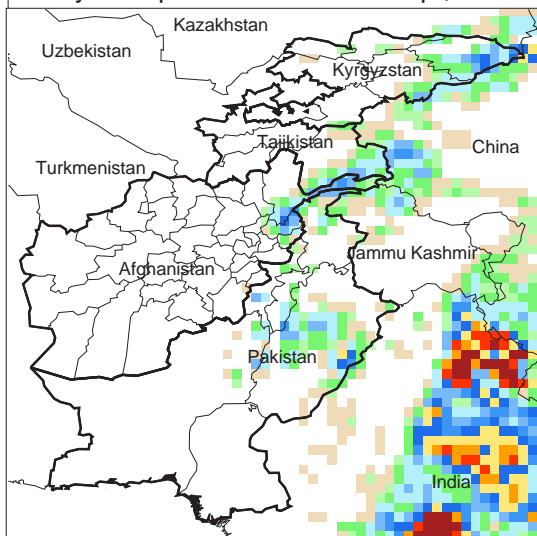 Kazakhstan
Uzbekistan
Kyrgyzstan
Tajikistan
China
Turkmenistan
Jammu Kashmir
Afghanistan
Pakistan
India